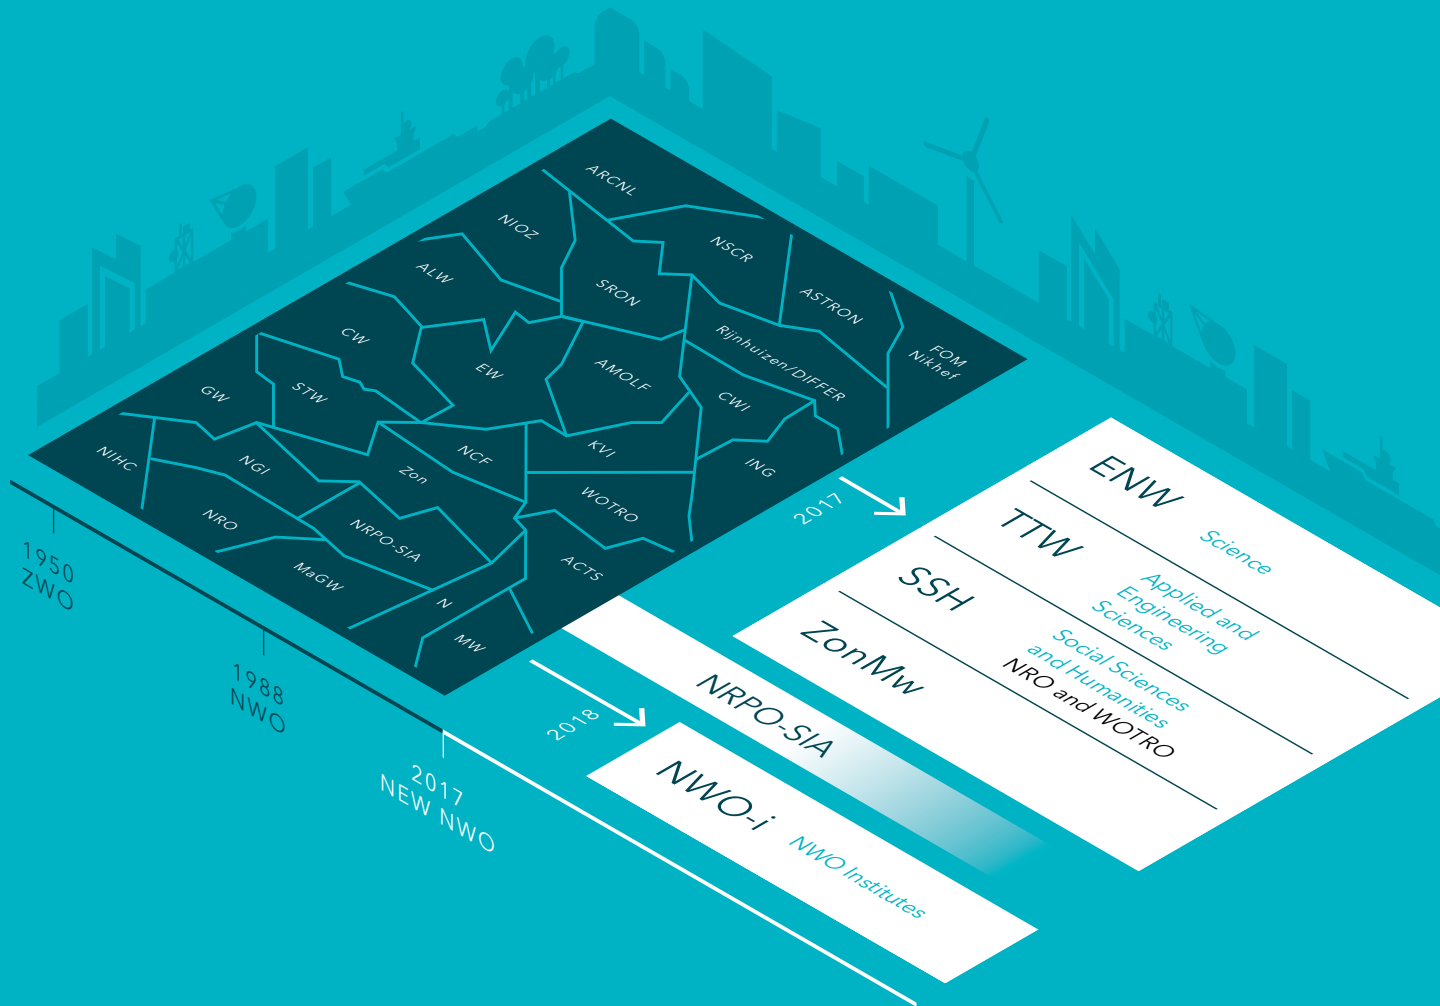 ARCNL
NIOZ
NSCR
ALW
SRON
ASTRON
CW
Rijnhuizen/DIFFER
FOM
Nikhef
EW
AMOLF
GW
STW
CWI
NIHC
NGI
Zon
NCF
KVI
ING
NRO
NRPO-SIA
WOTRO
MaGW
N
ACTS
MW
1950
ZWO
1988
NWO
2017
NEW NWO
2017
ENW
Science
TTW
Applied and
Engineering
Sciences
SSH
Social Sciences
and Humanities
NRO and WOTRO
ZonMw
2018
NRPO-SIA
NWO-i
NWO Institutes